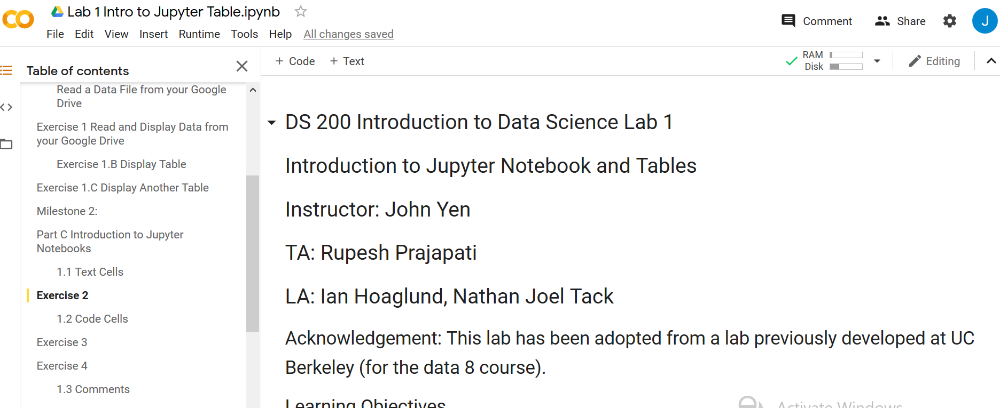 Lab 1 Intro to Jupyter Table.ipynb
File Edit View Insert Runtime Tools Help All changes saved
Comment Share J
Table of contents
+ Code + Text
RAM
Disk
Editing
Read a Data File from your Google
Drive
Exercise 1 Read and Display Data from
your Google Drive
Exercise 1.B Display Table
Exercise 1.C Display Another Table
Milestone 2:
Part C Introduction to Jupyter
Notebooks
1.1 Text Cells
Exercise 2
1.2 Code Cells
Exercise 3
Exercise 4
1.3 Comments
DS 200 Introduction to Data Science Lab 1
Introduction to Jupyter Notebook and Tables
Instructor: John Yen
TA: Rupesh Prajapati
LA: Ian Hoaglund, Nathan Joel Tack
Acknowledgement: This lab has been adopted from a lab previously developed at UC
Berkeley (for the data 8 course).
Learning Objectives
Activate Windows